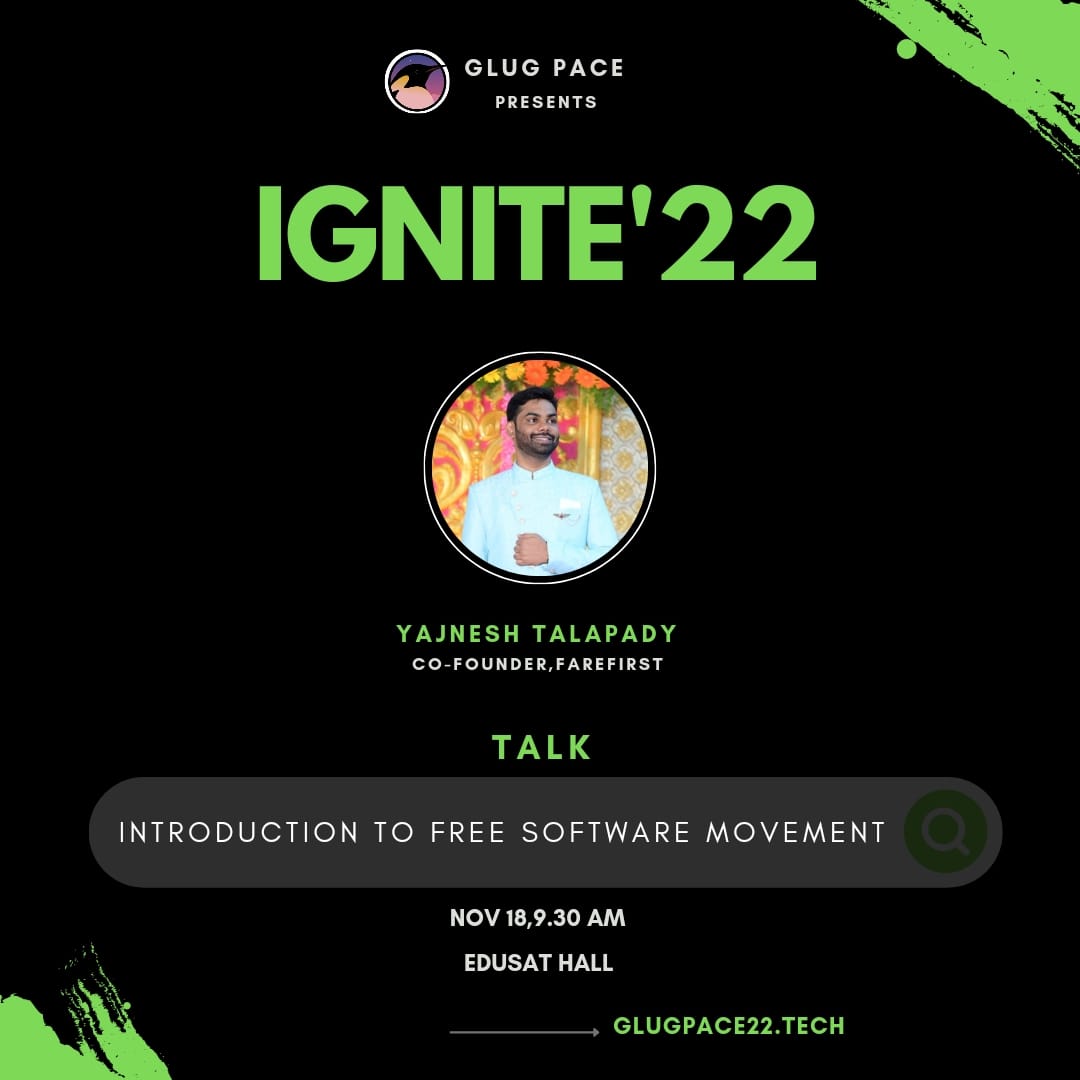 GLUG PACE
PRESENTS
IGNITE'22
YAJNESH TALAPADY
CO-FOUNDER,FAREFIRST
TALK
INTRODUCTION TO FREE SOFTWARE MOVEMENT
NOV 18,9.30 AM
EDUSAT HALL
GLUGPACE22.TECH